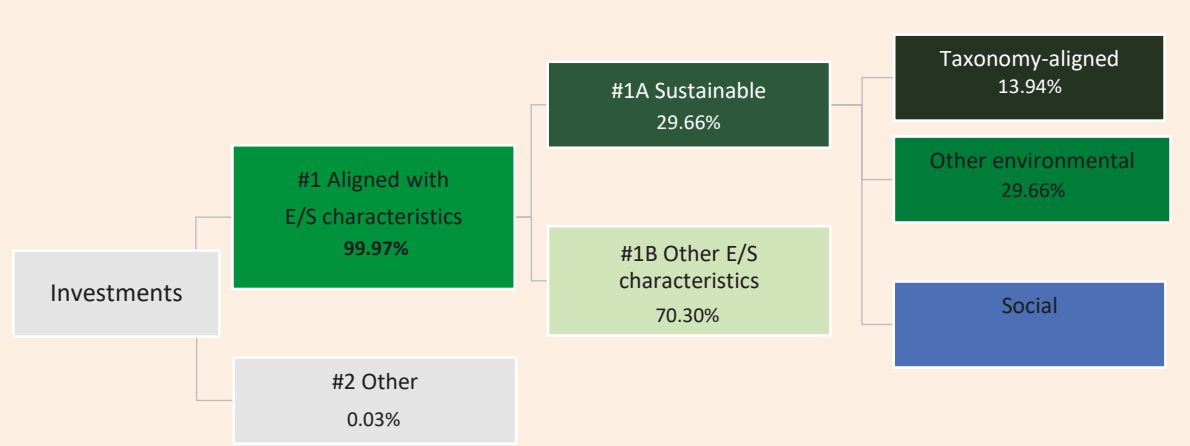 Investments
#1 Aligned with
E/S characteristics
99.97%
#2 Other
0.03%
#1A Sustainable
29.66%
#1B Other E/S
characteristics
70.30%
Taxonomy-aligned
13.94%
Other environmental
29.66%
Social